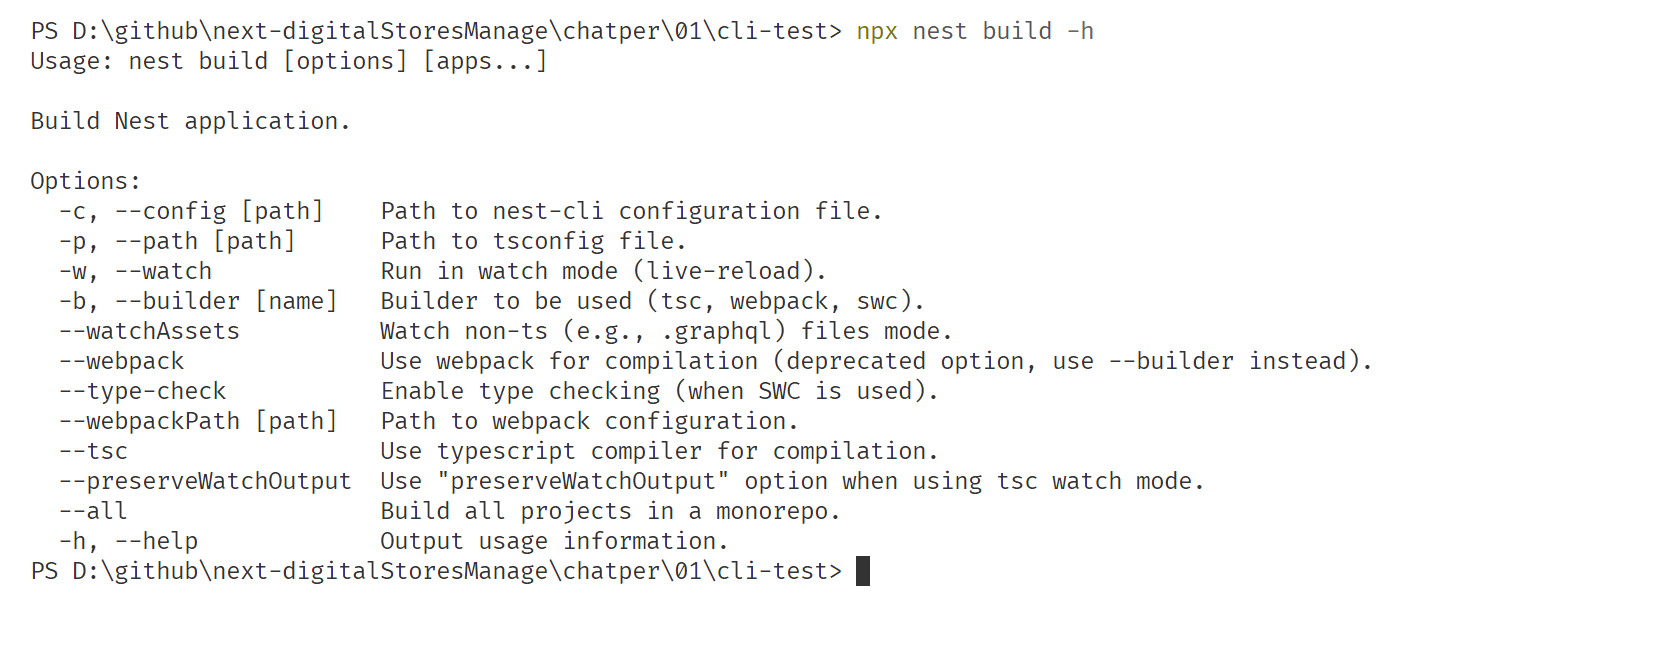 PS D:\github\next-digitalStoresManage\chatper\01\cli-test> npx nest build -h
Usage: nest build [options] [apps...]

Build Nest application.

Options:
  -c, --config [path]    Path to nest-cli configuration file.
  -p, --path [path]      Path to tsconfig file.
  -w, --watch            Run in watch mode (live-reload).
  -b, --builder [name]   Builder to be used (tsc, webpack, swc).
  --watchAssets          Watch non-ts (e.g., .graphql) files mode.
  --webpack              Use webpack for compilation (deprecated option, use --builder instead).
  --type-check           Enable type checking (when SWC is used).
  --webpackPath [path]   Path to webpack configuration.
  --tsc                  Use typescript compiler for compilation.
  --preserveWatchOutput  Use "preserveWatchOutput" option when using tsc watch mode.
  --all                  Build all projects in a monorepo.
  -h, --help             Output usage information.
PS D:\github\next-digitalStoresManage\chatper\01\cli-test>